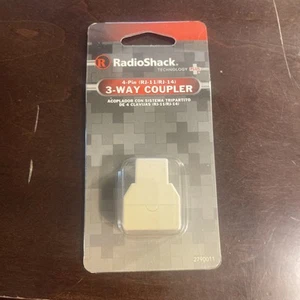 R RadioShack.
TECHNOLOGY PLUS
4-Pin (RJ-11/RJ-14)
3-WAY COUPLER
ACOPLADOR CON SISTEMA TRIPARTITO
DE 4 CLAVIJAS (RJ-11/RJ-14)